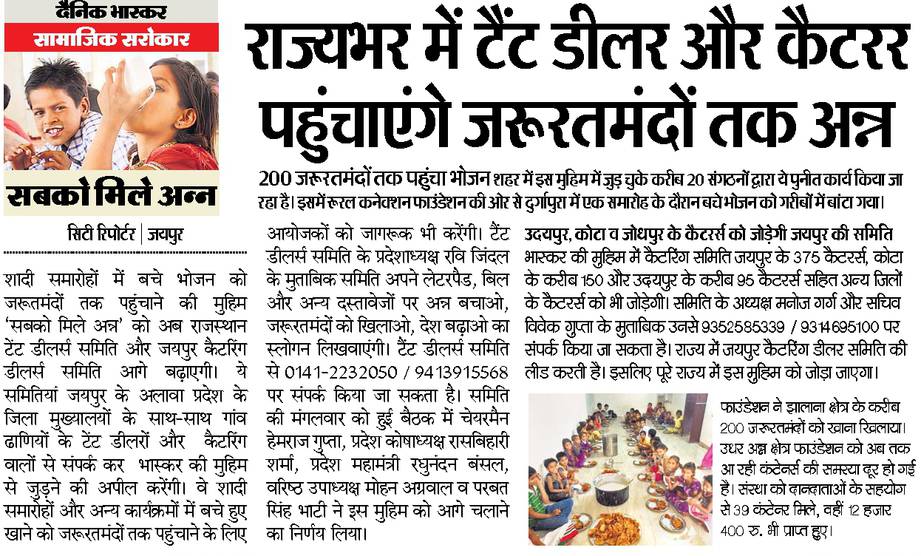 दैनिक भास्कर
सामाजिक सरोकार
सबको मिले अन्न
राज्यभर में टैंट डीलर और कैटरर
पहुंचाएंगे जरूरतमंदों तक अन्न
200 जरूरतमंदों तक पहुंचा भोजन शहर में इस मुहिम में जुड़ चुके करीब 20 संगठनों द्वारा ये पुनीत कार्य किया जा
रहा है। इसमें रूरल कनेक्शन फाउंडेशन की ओर से दुर्गापुरा में एक समारोह के दौरान बचे भोजन को गरीबों में बांटा गया।
सिटी रिपोर्टर | जयपुर
शादी समारोहों में बचे भोजन को
जरूतमंदों तक पहुंचाने की मुहिम
‘सबको मिले अन्न’ को अब राजस्थान
टेंट डीलर्स समिति और जयपुर कैटरिंग
डीलर्स समिति आगे बढ़ाएगी। ये
समितियां जयपुर के अलावा प्रदेश के
जिला मुख्यालयों के साथ-साथ गांव
ढाणियों के टेंट डीलरों और कैटरिंग
वालों से संपर्क कर भास्कर की मुहिम
से जुड़ने की अपील करेंगी। वे शादी
समारोहों और अन्य कार्यक्रमों में बचे हुए
खाने को जरूतमंदों तक पहुंचाने के लिए
आयोजकों को जागरूक भी करेंगी। टैंट
डीलर्स समिति के प्रदेशाध्यक्ष रवि जिंदल
के मुताबिक समिति अपने लेटरपैड, बिल
और अन्य दस्तावेजों पर अन्न बचाओ,
जरूरतमंदों को खिलाओ, देश बढ़ाओ का
स्लोगन लिखवाएंगी। टैंट डीलर्स समिति
से 0141-2232050 / 9413915568
पर संपर्क किया जा सकता है। समिति
की मंगलवार को हुई बैठक में चेयरमैन
हेमराज गुप्ता, प्रदेश कोषाध्यक्ष रासबिहारी
शर्मा, प्रदेश महामंत्री रघुनंदन बंसल,
वरिष्ठ उपाध्यक्ष मोहन अग्रवाल व परबत
सिंह भाटी ने इस मुहिम को आगे चलाने
का निर्णय लिया।
उदयपुर, कोटा व जोधपुर के कैटरर्स को जोड़ेगी जयपुर की समिति
भास्कर की मुहिम में कैटरिंग समिति जयपुर के 375 कैटरर्स, कोटा
के करीब 150 और उदयपुर के करीब 95 कैटरर्स सहित अन्य जिलों
के कैटरर्स को भी जोड़ेगी। समिति के अध्यक्ष मनोज गर्ग और सचिव
विवेक गुप्ता के मुताबिक उनसे 9352585339 / 9314695100 पर
संपर्क किया जा सकता है। राज्य में जयपुर कैटरिंग डीलर समिति की
लीड करती है। इसलिए पूरे राज्य में इस मुहिम को जोड़ा जाएगा।
फाउंडेशन ने झालाना क्षेत्र के करीब
200 जरूरतमंदों को खाना खिलाया।
उधर अन्न क्षेत्र फाउंडेशन को अब तक
आ रही कंटेनर्स की समस्या दूर हो गई
है। संस्था को दानदाताओं के सहयोग
से 39 कंटेनर मिले, वहीं 12 हजार
400 रु. भी प्राप्त हुए।